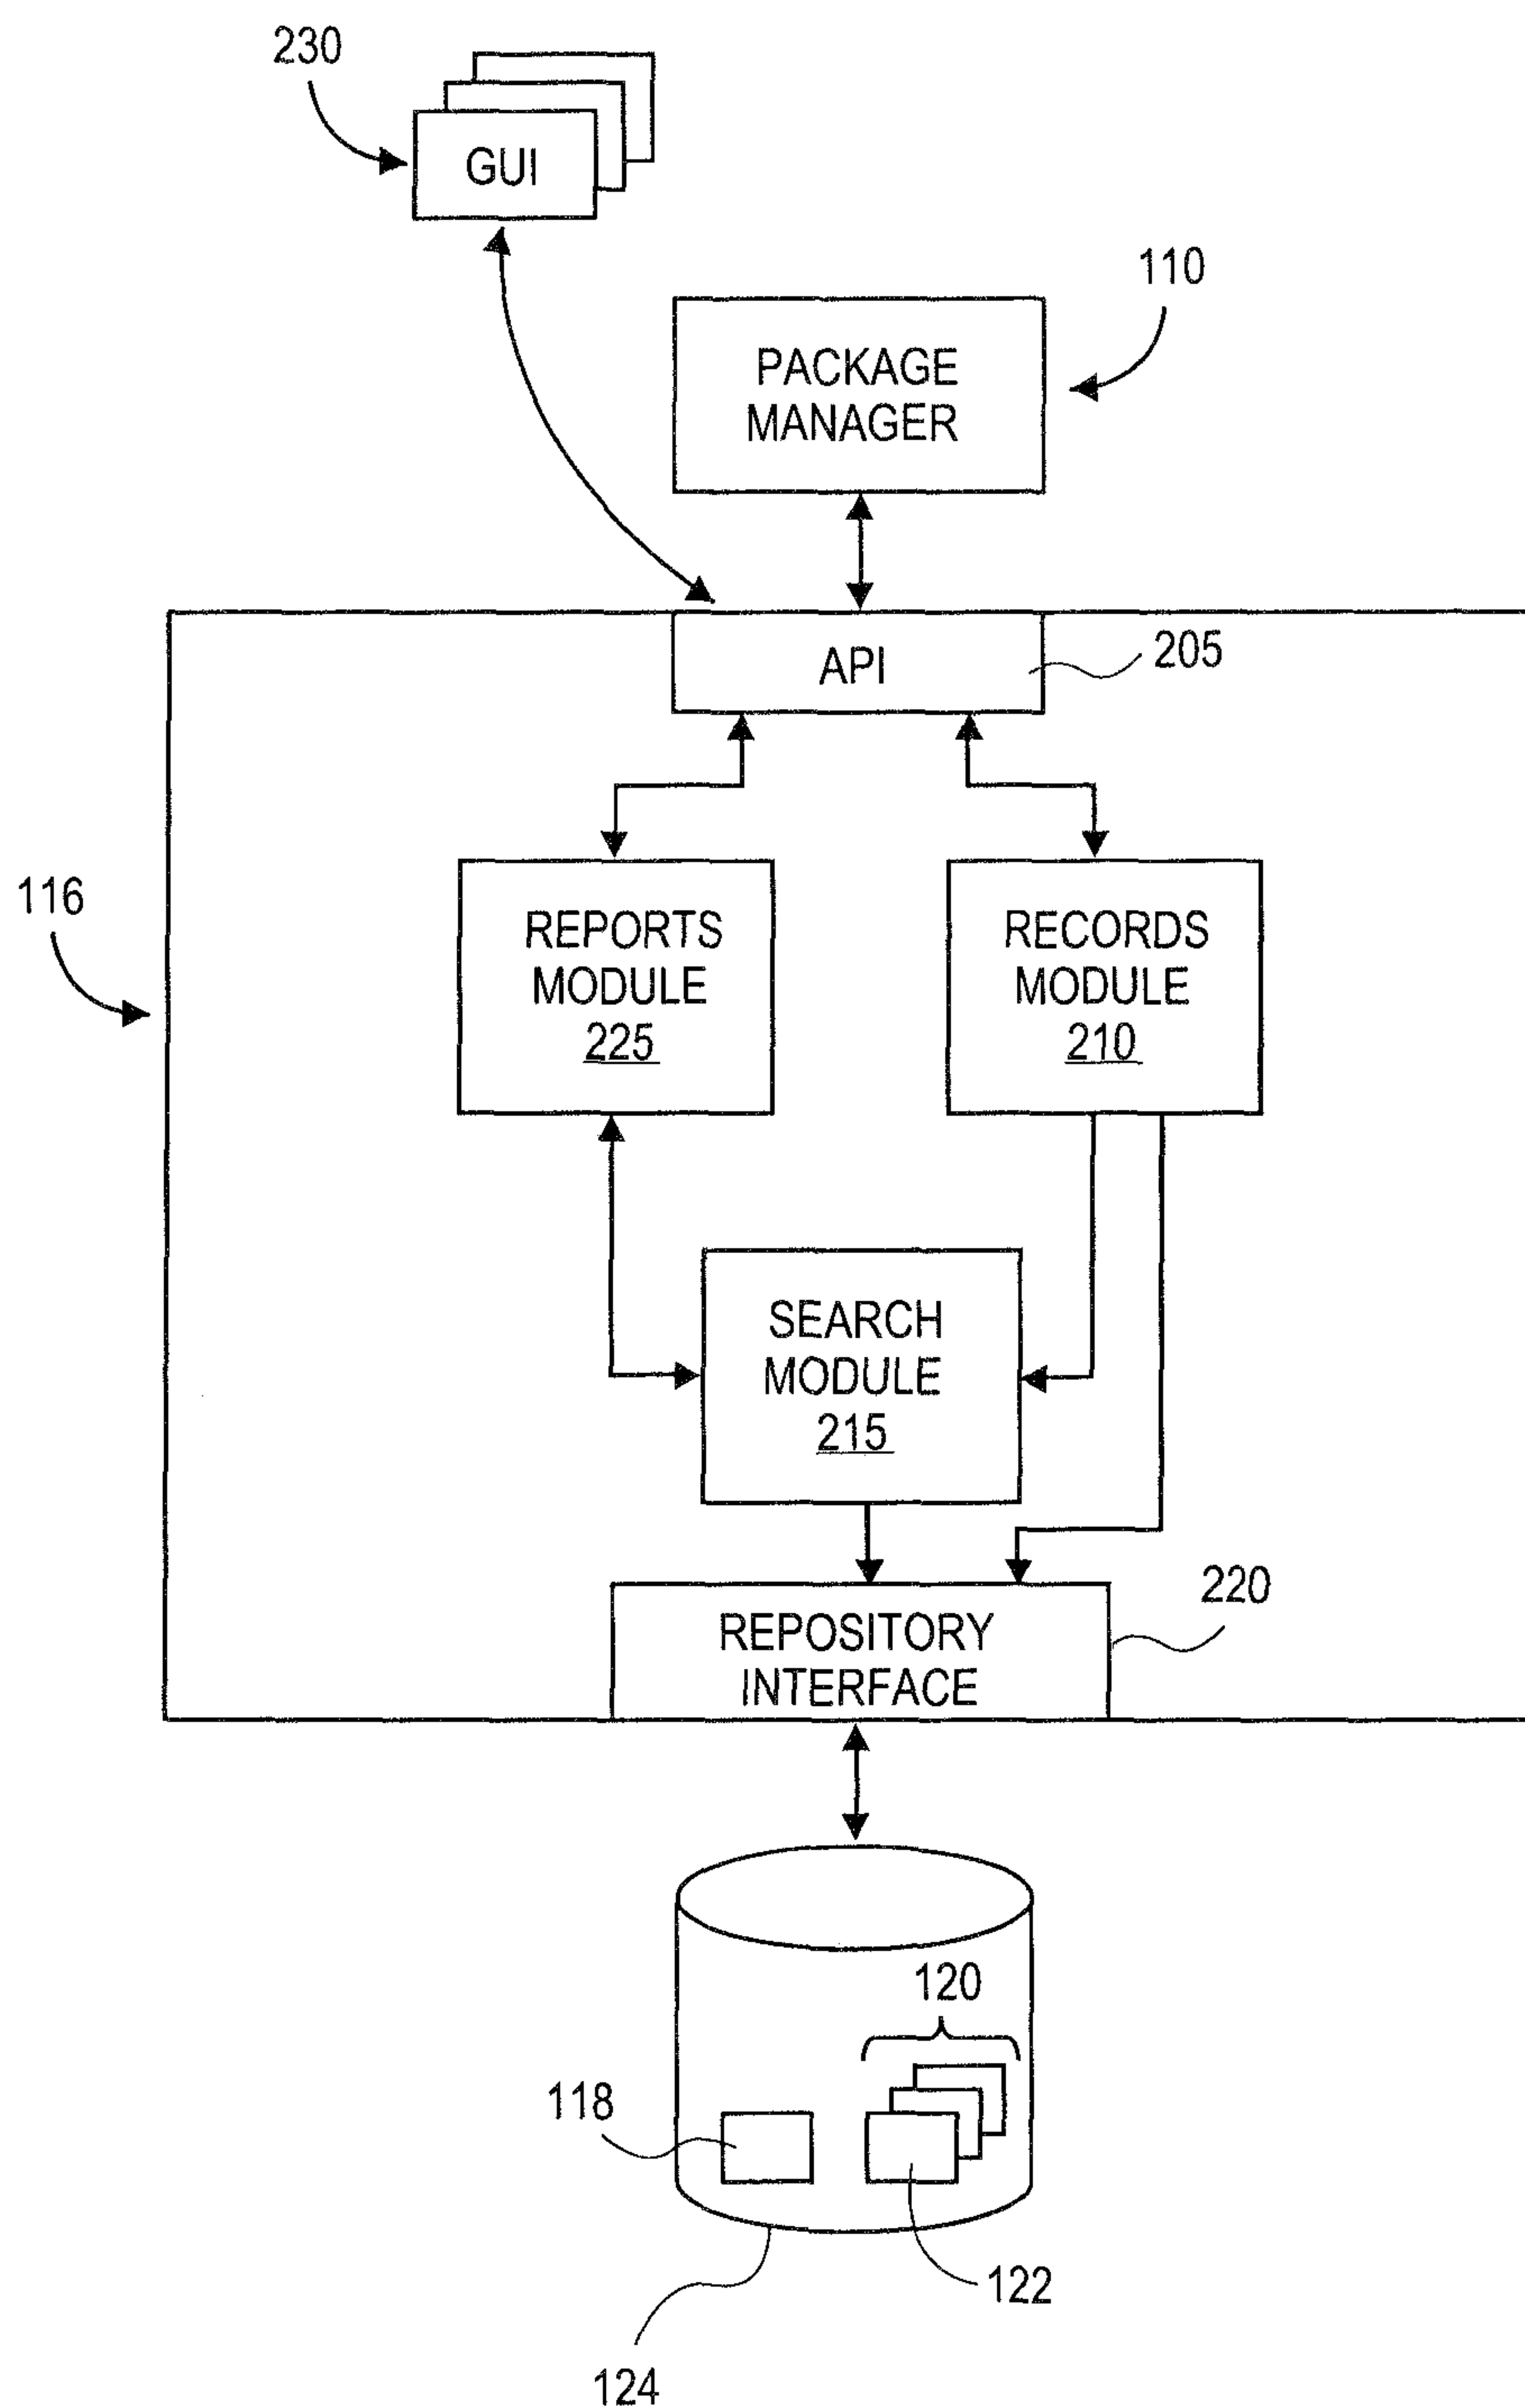 230
GUI
110
PACKAGE
MANAGER
API
205
116
REPORTS
MODULE
225
RECORDS
MODULE
210
SEARCH
MODULE
215
220
REPOSITORY
INTERFACE
120
118
122
124